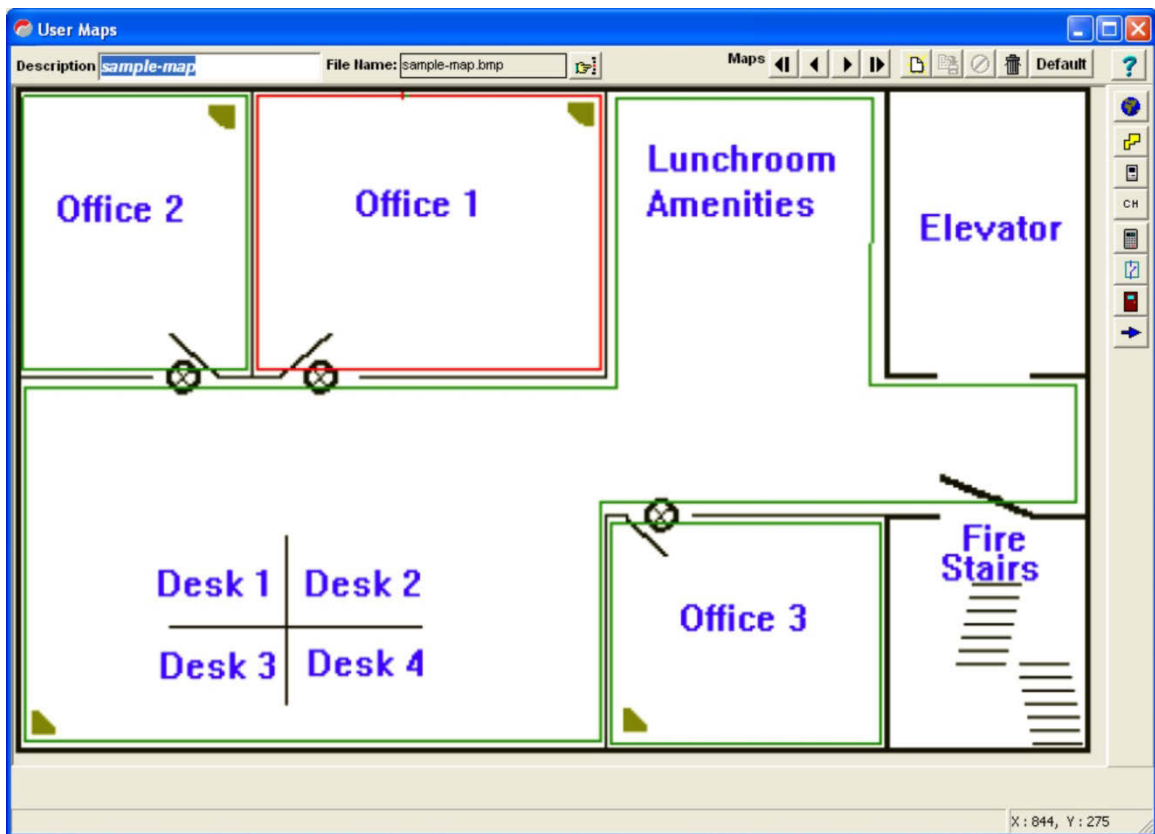 User Maps
Description sample-map File Name: sample-map.bmp Maps Default ?
CH
Office 2
Office 1
Lunchroom
Amenities
Elevator
Desk 1 Desk 2
Desk 3 Desk 4
Office 3
Fire
Stairs
X : 844, Y : 275